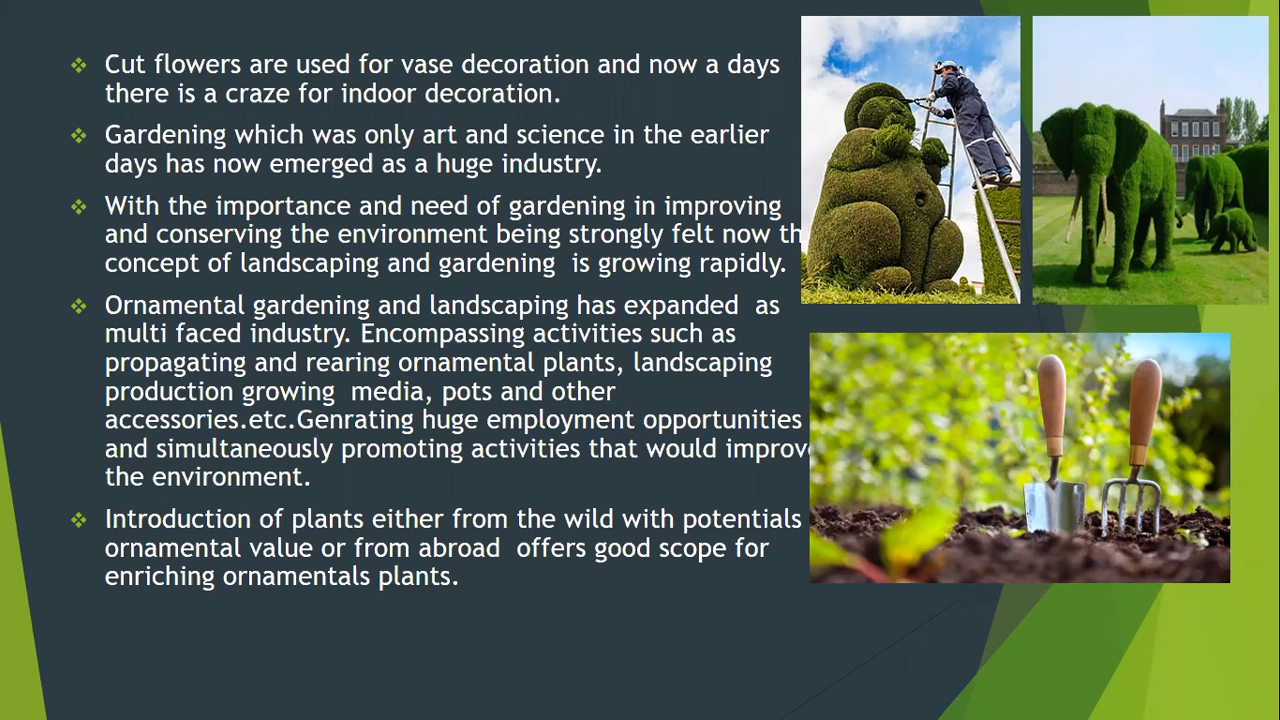 Cut flowers are used for vase decoration and now a days
there is a craze for indoor decoration.
Gardening which was only art and science in the earlier
days has now emerged as a huge industry.
With the importance and need of gardening in improving
and conserving the environment being strongly felt now th
concept of landscaping and gardening  is growing rapidly.
Ornamental gardening and landscaping has expanded  as
multi faced industry. Encompassing activities such as
propagating and rearing ornamental plants, landscaping
production growing  media, pots and other
accessories.etc.Genrating huge employment opportunities
and simultaneously promoting activities that would improve
the environment.
Introduction of plants either from the wild with potentials
ornamental value or from abroad  offers good scope for
enriching ornamentals plants.